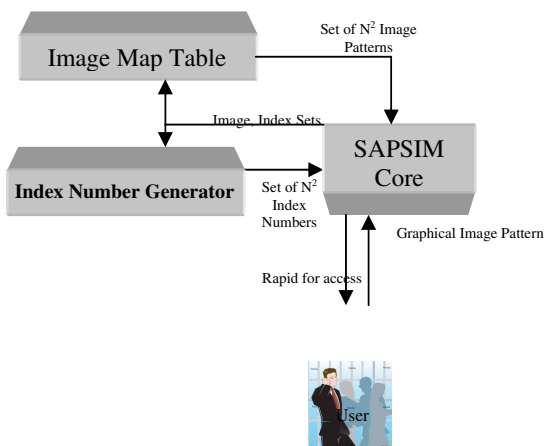 Set of N² Image
Patterns
Image Map Table
Image, Index Sets
SAPSIM
Core
Index Number Generator
Set of N²
Index
Numbers
Graphical Image Pattern
Rapid for access
User